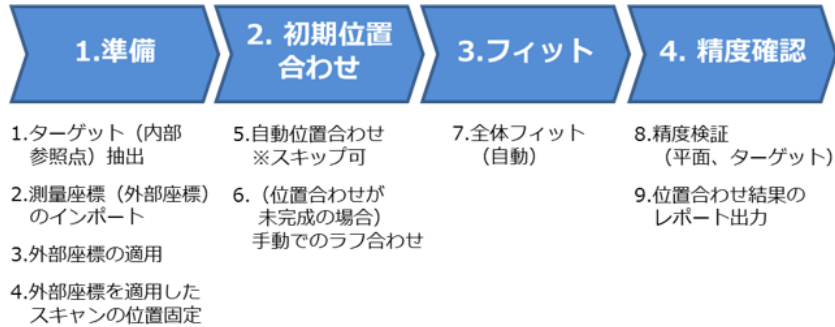 1.準備
2. 初期位置
合わせ
3.フィット
4. 精度確認
1.ターゲット（内部
参照点）抽出
2.測量座標（外部座標）
のインポート
3.外部座標の適用
4.外部座標を適用した
スキャンの位置固定
5.自動位置合わせ
※スキップ可
6.（位置合わせが
未完成の場合）
手動でのラフ合わせ
7.全体フィット
（自動）
8.精度検証
（平面、ターゲット）
9.位置合わせ結果の
レポート出力